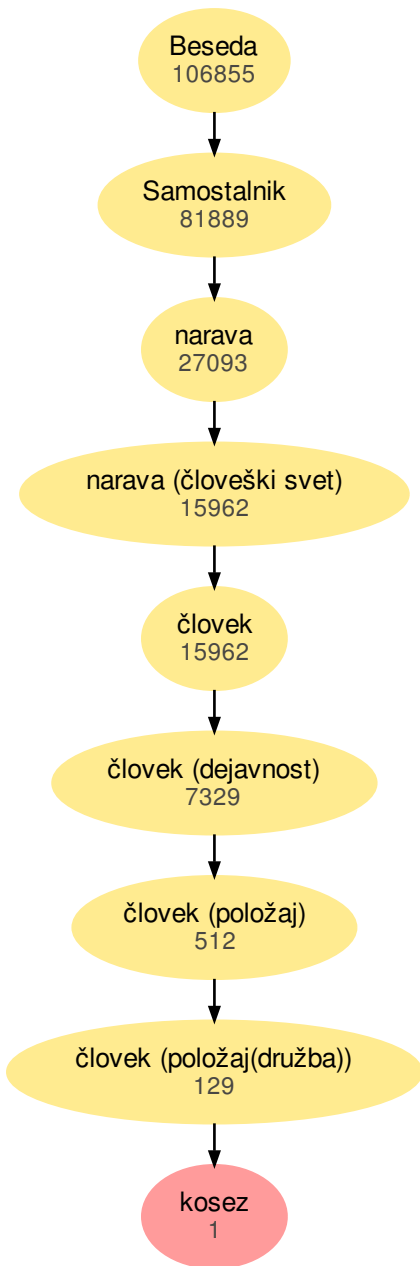 Beseda
106855
Samostalnik
81889
narava
27093
narava (človeški svet)
15962
človek
15962
človek (dejavnost)
7329
človek (položaj)
512
človek (položaj(družba))
129
kosez
1